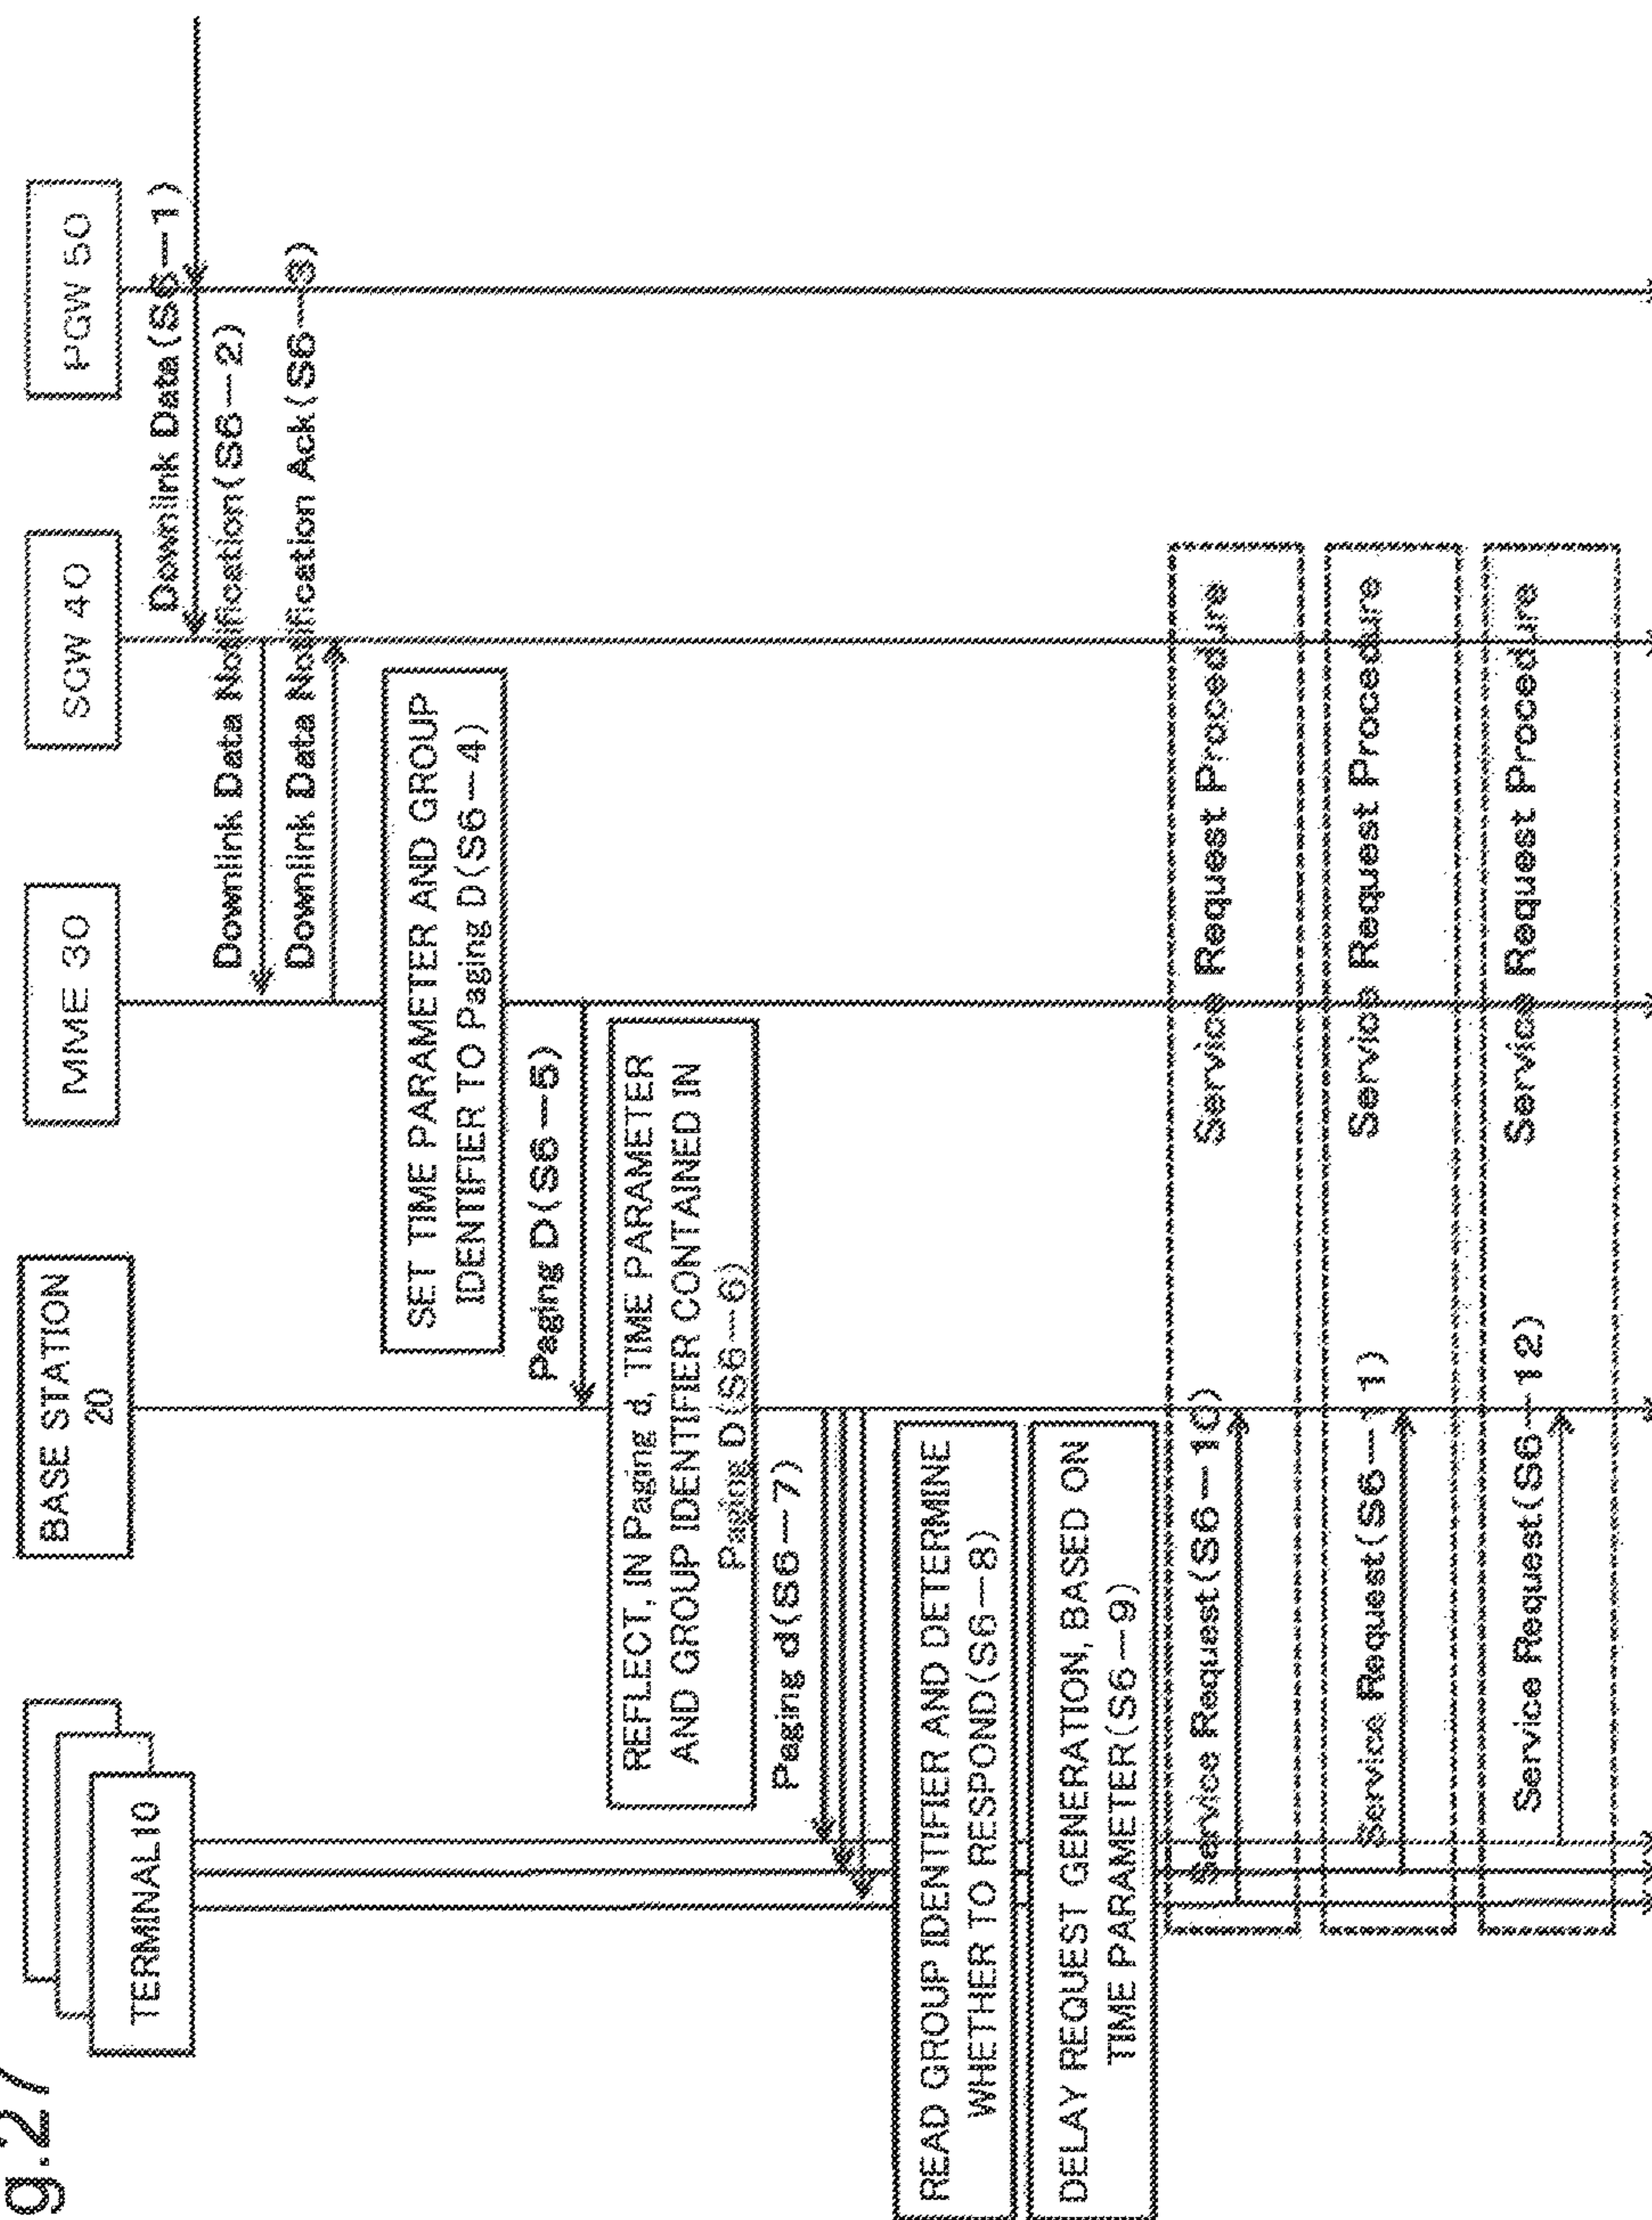 g.27
TERMINAL10
BASE STATION
20
MME 30
SGW 40
PGW 50
Downlink Data(S6-1)
Downlink Data Notification(S6-2)
Downlink Data Notification Ack(S6-3)
SET TIME PARAMETER AND GROUP
IDENTIFIER TO Paging D(S6-4)
Paging D(S6-5)
REFLECT, IN Paging d, TIME PARAMETER
AND GROUP IDENTIFIER CONTAINED IN
Paging D(S6-6)
Paging d(S6-7)
READ GROUP IDENTIFIER AND DETERMINE
WHETHER TO RESPOND(S6-8)
DELAY REQUEST GENERATION, BASED ON
TIME PARAMETER(S6-9)
Service Request(S6-10)
Service Request Procedure
Service Request(S6-11)
Service Request Procedure
Service Request(S6-12)
Service Request Procedure